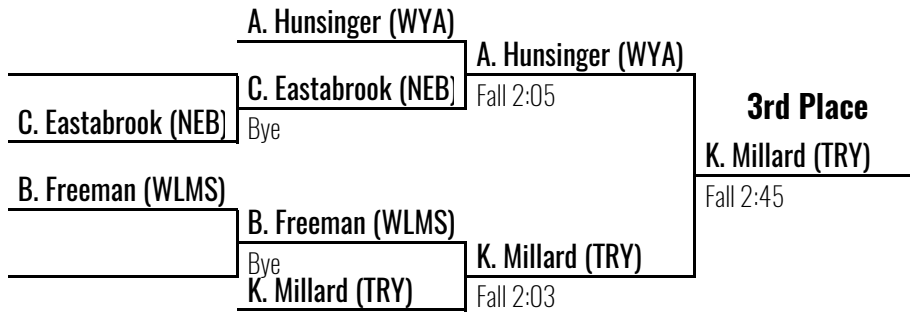 A. Hunsinger (WYA)
A. Hunsinger (WYA)
C. Eastabrook (NEB)
Fall 2:05
3rd Place
C. Eastabrook (NEB)
Bye
K. Millard (TRY)
B. Freeman (WLMS)
Fall 2:45
B. Freeman (WLMS)
Bye
K. Millard (TRY)
K. Millard (TRY)
Fall 2:03